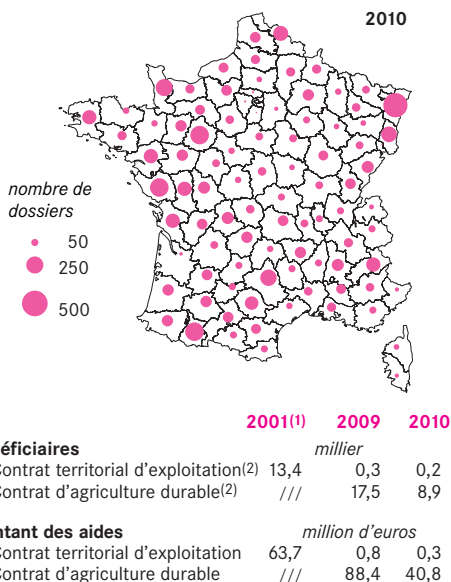 2010
nombre de
dossiers
50
250
500
2001(1) 2009 2010
éficiaires millier
Contrat territorial d'exploitation(2) 13,4 0,3 0,2
Contrat d'agriculture durable(2) /// 17,5 8,9
ntant des aides million d'euros
Contrat territorial d'exploitation 63,7 0,8 0,3
Contrat d'agriculture durable /// 88,4 40,8